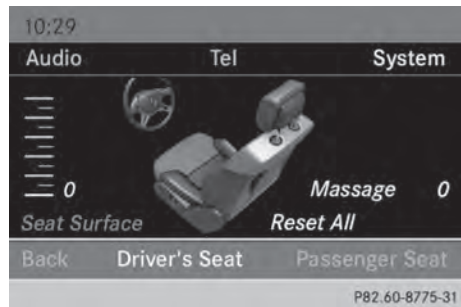 10:29
Audio Tel System
0 Massage 0
Seat Surface Reset All
Back Driver's Seat Passenger Seat
P82.60-8775-31